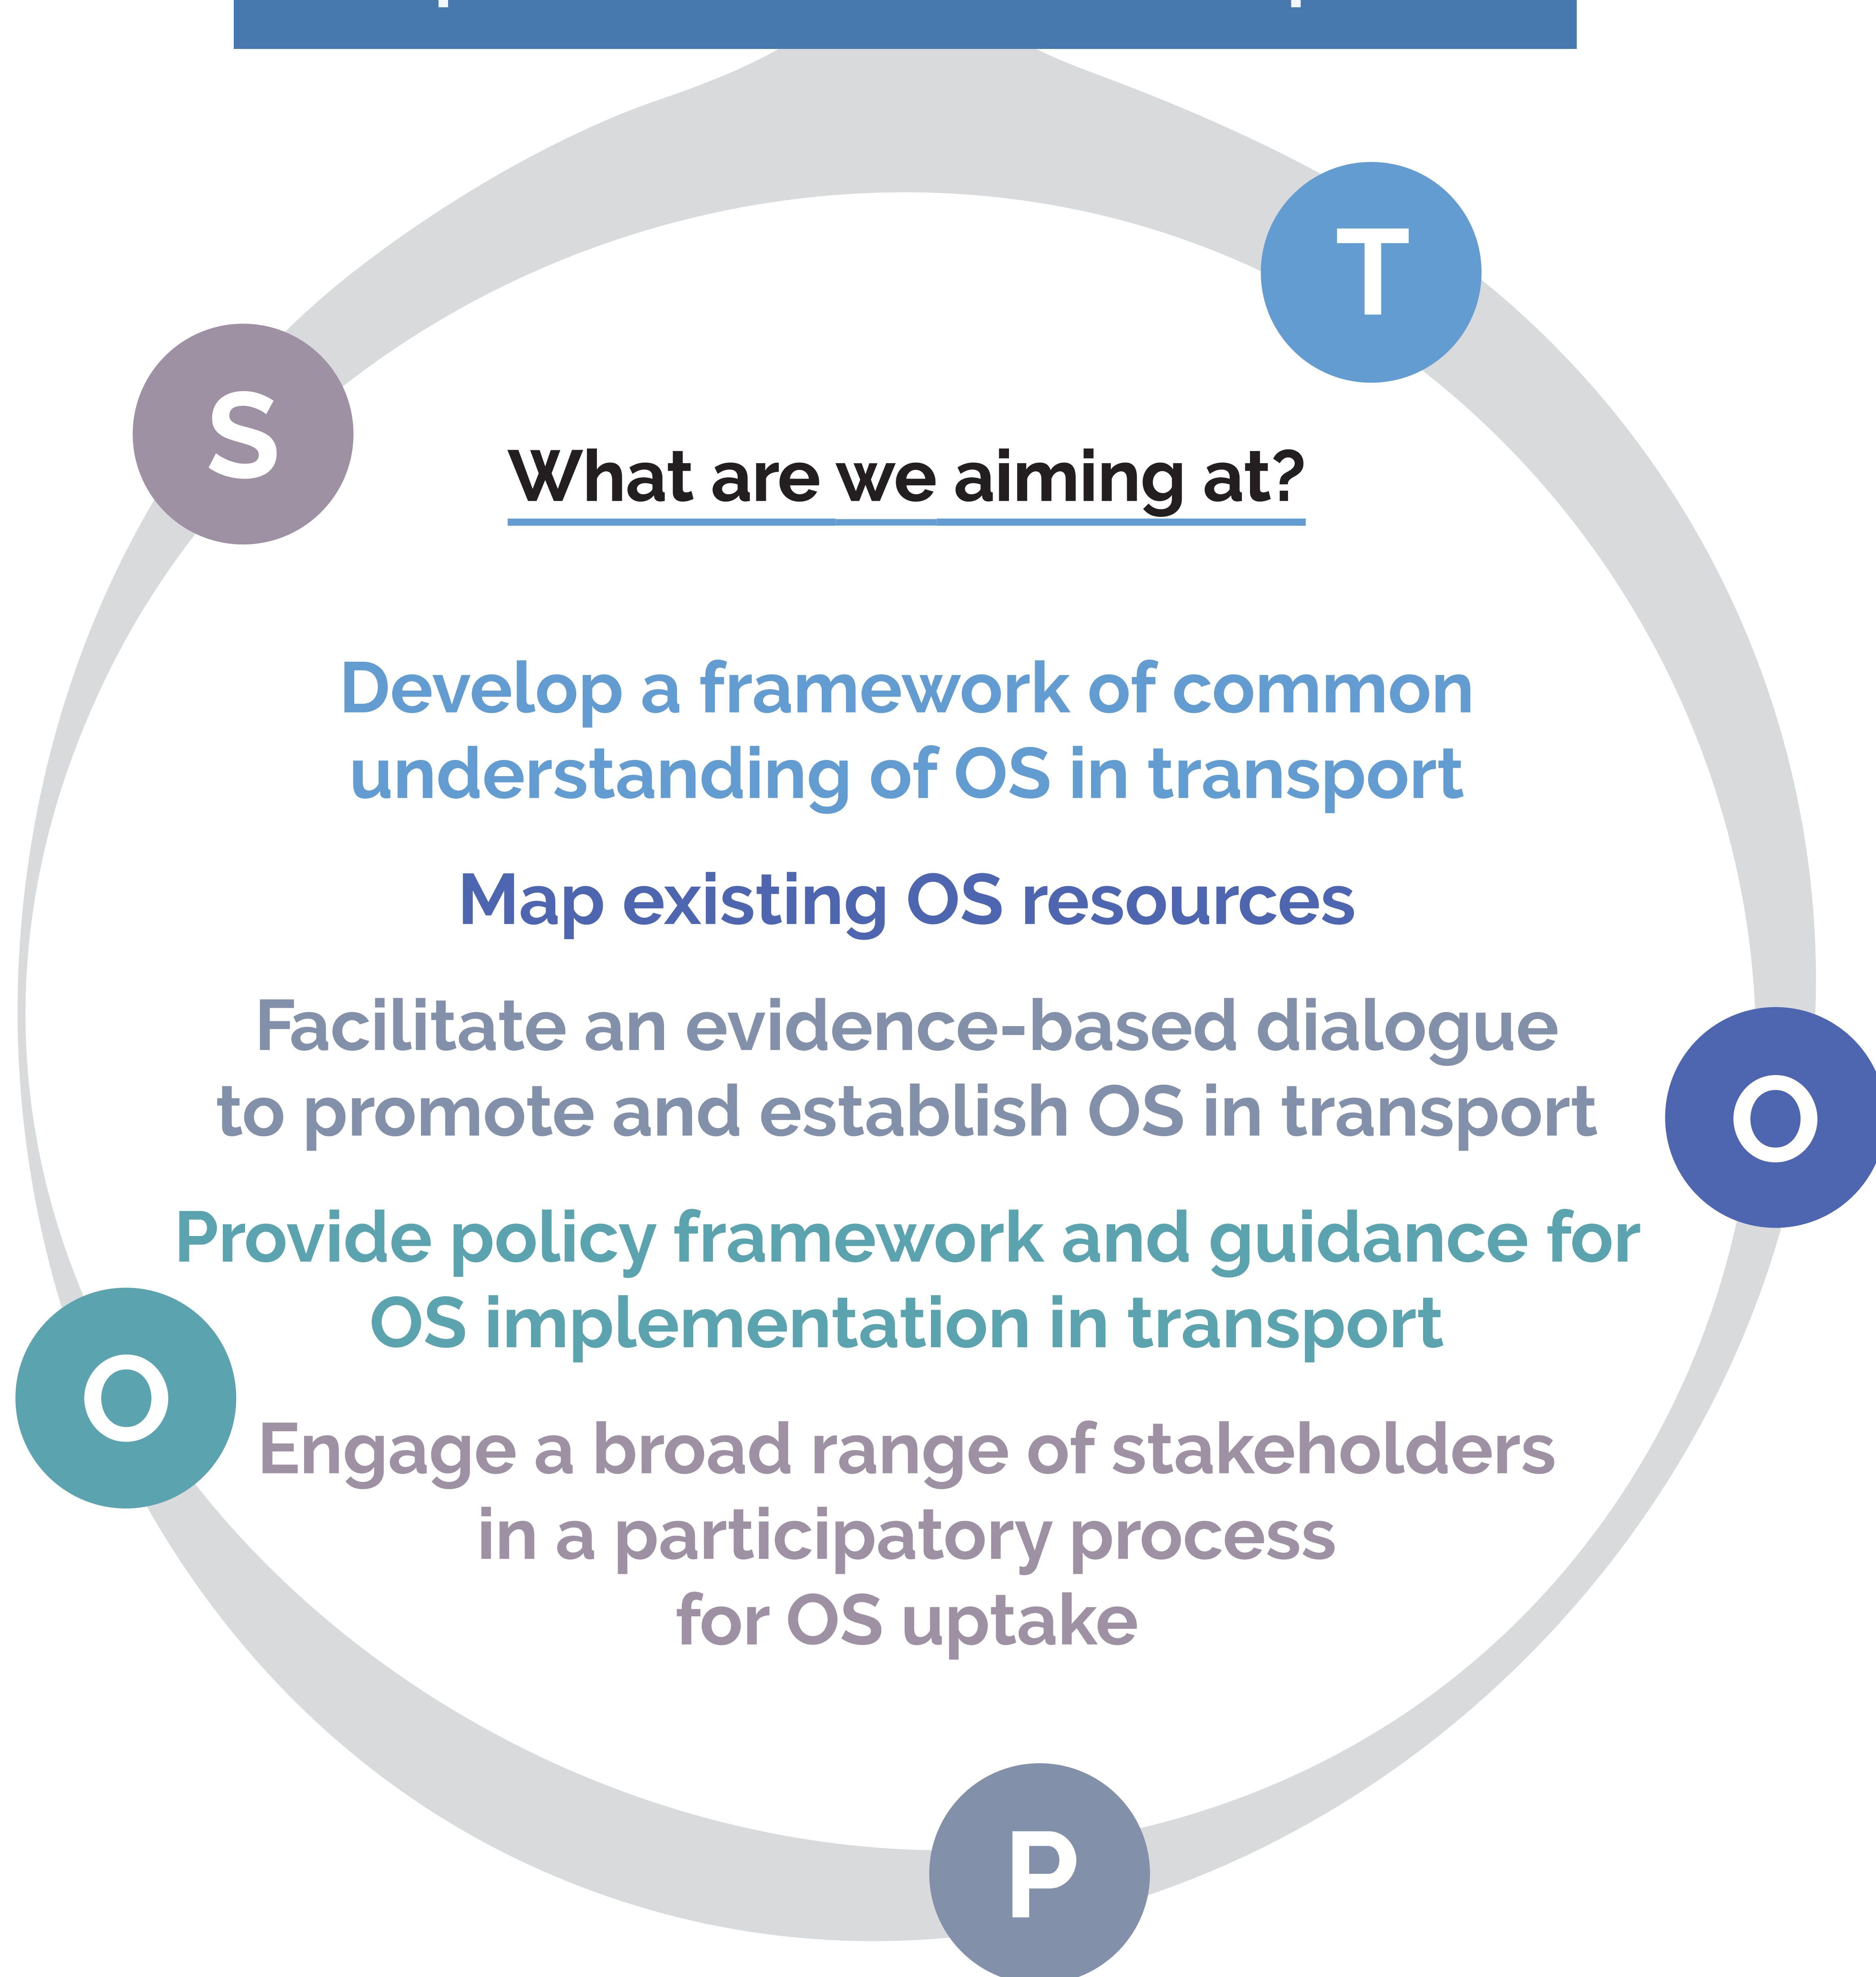 T
S
What are we aiming at?
Develop a framework of common
understanding of OS in transport
Map existing OS resources
Facilitate an evidence-based dialogue
to promote and establish OS in transport
O
Provide policy framework and guidance for
OS implementation in transport
O
Engage a broad range of stakeholders
in a participatory process
for OS uptake
P